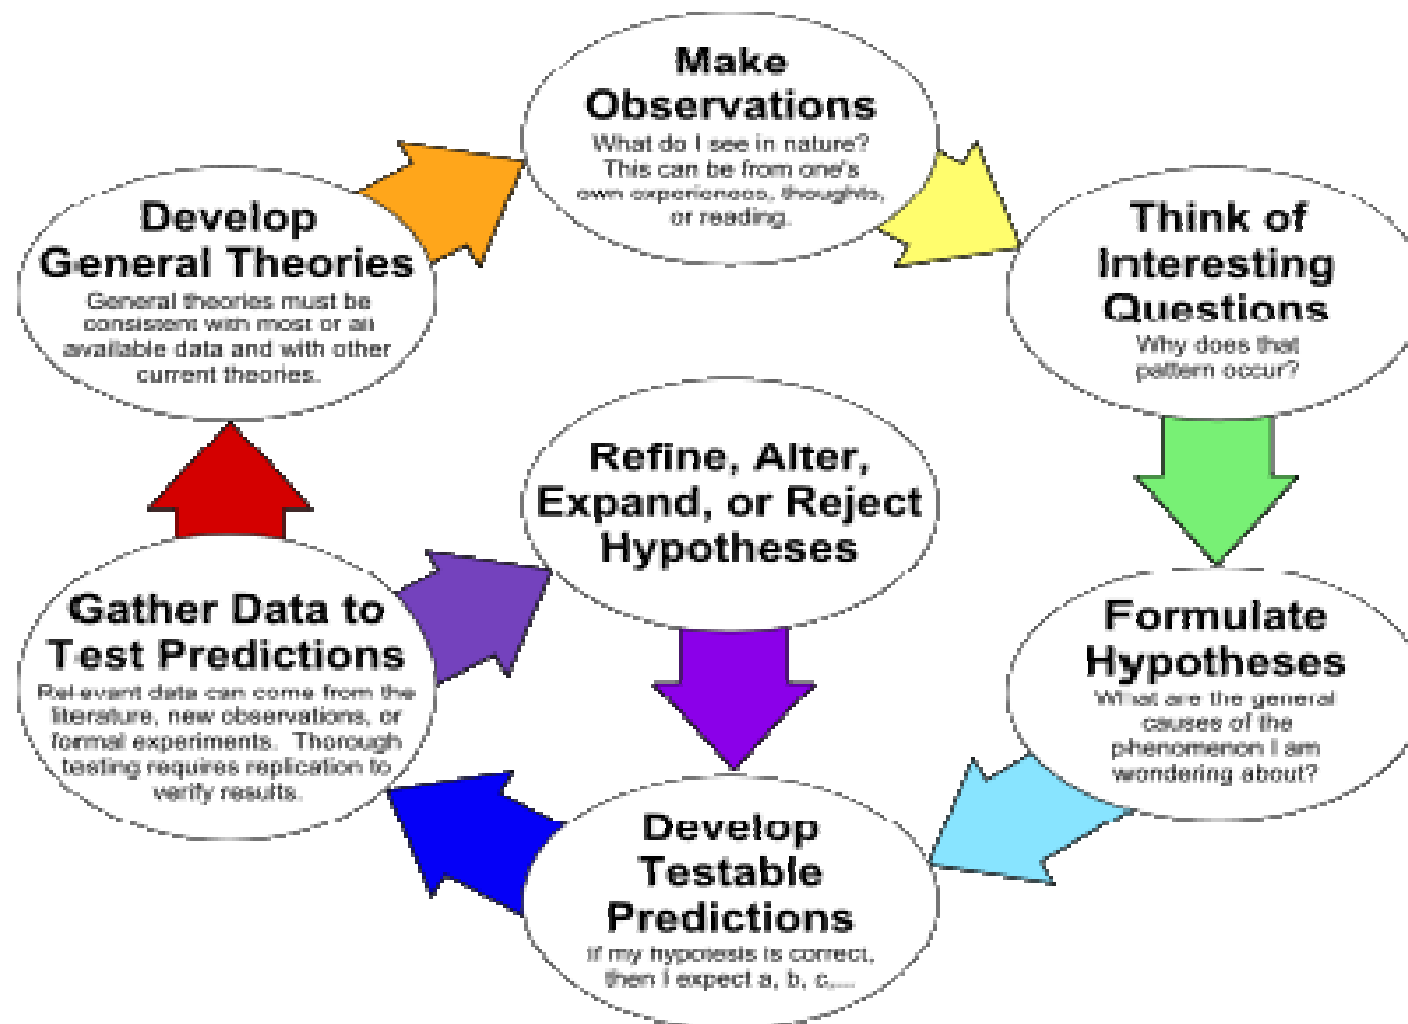 Make
Observations
What do I see in nature?
This can be from one's
own experiences, thoughts,
or reading.
Think of
Interesting
Questions
Why does that
pattern occur?
Formulate
Hypotheses
What are the general
causes of the
phenomenon I am
wondering about?
Develop
Testable
Predictions
If my hypotesis is correct,
then I expect a, b, c,...
Gather Data to
Test Predictions
Relevant data can come from the
literature, new observations, or
formal experiments. Thorough
testing requires replication to
verify results.
Refine, Alter,
Expand, or Reject
Hypotheses
Develop
General Theories
General theories must be
consistent with most or all
available data and with other
current theories.